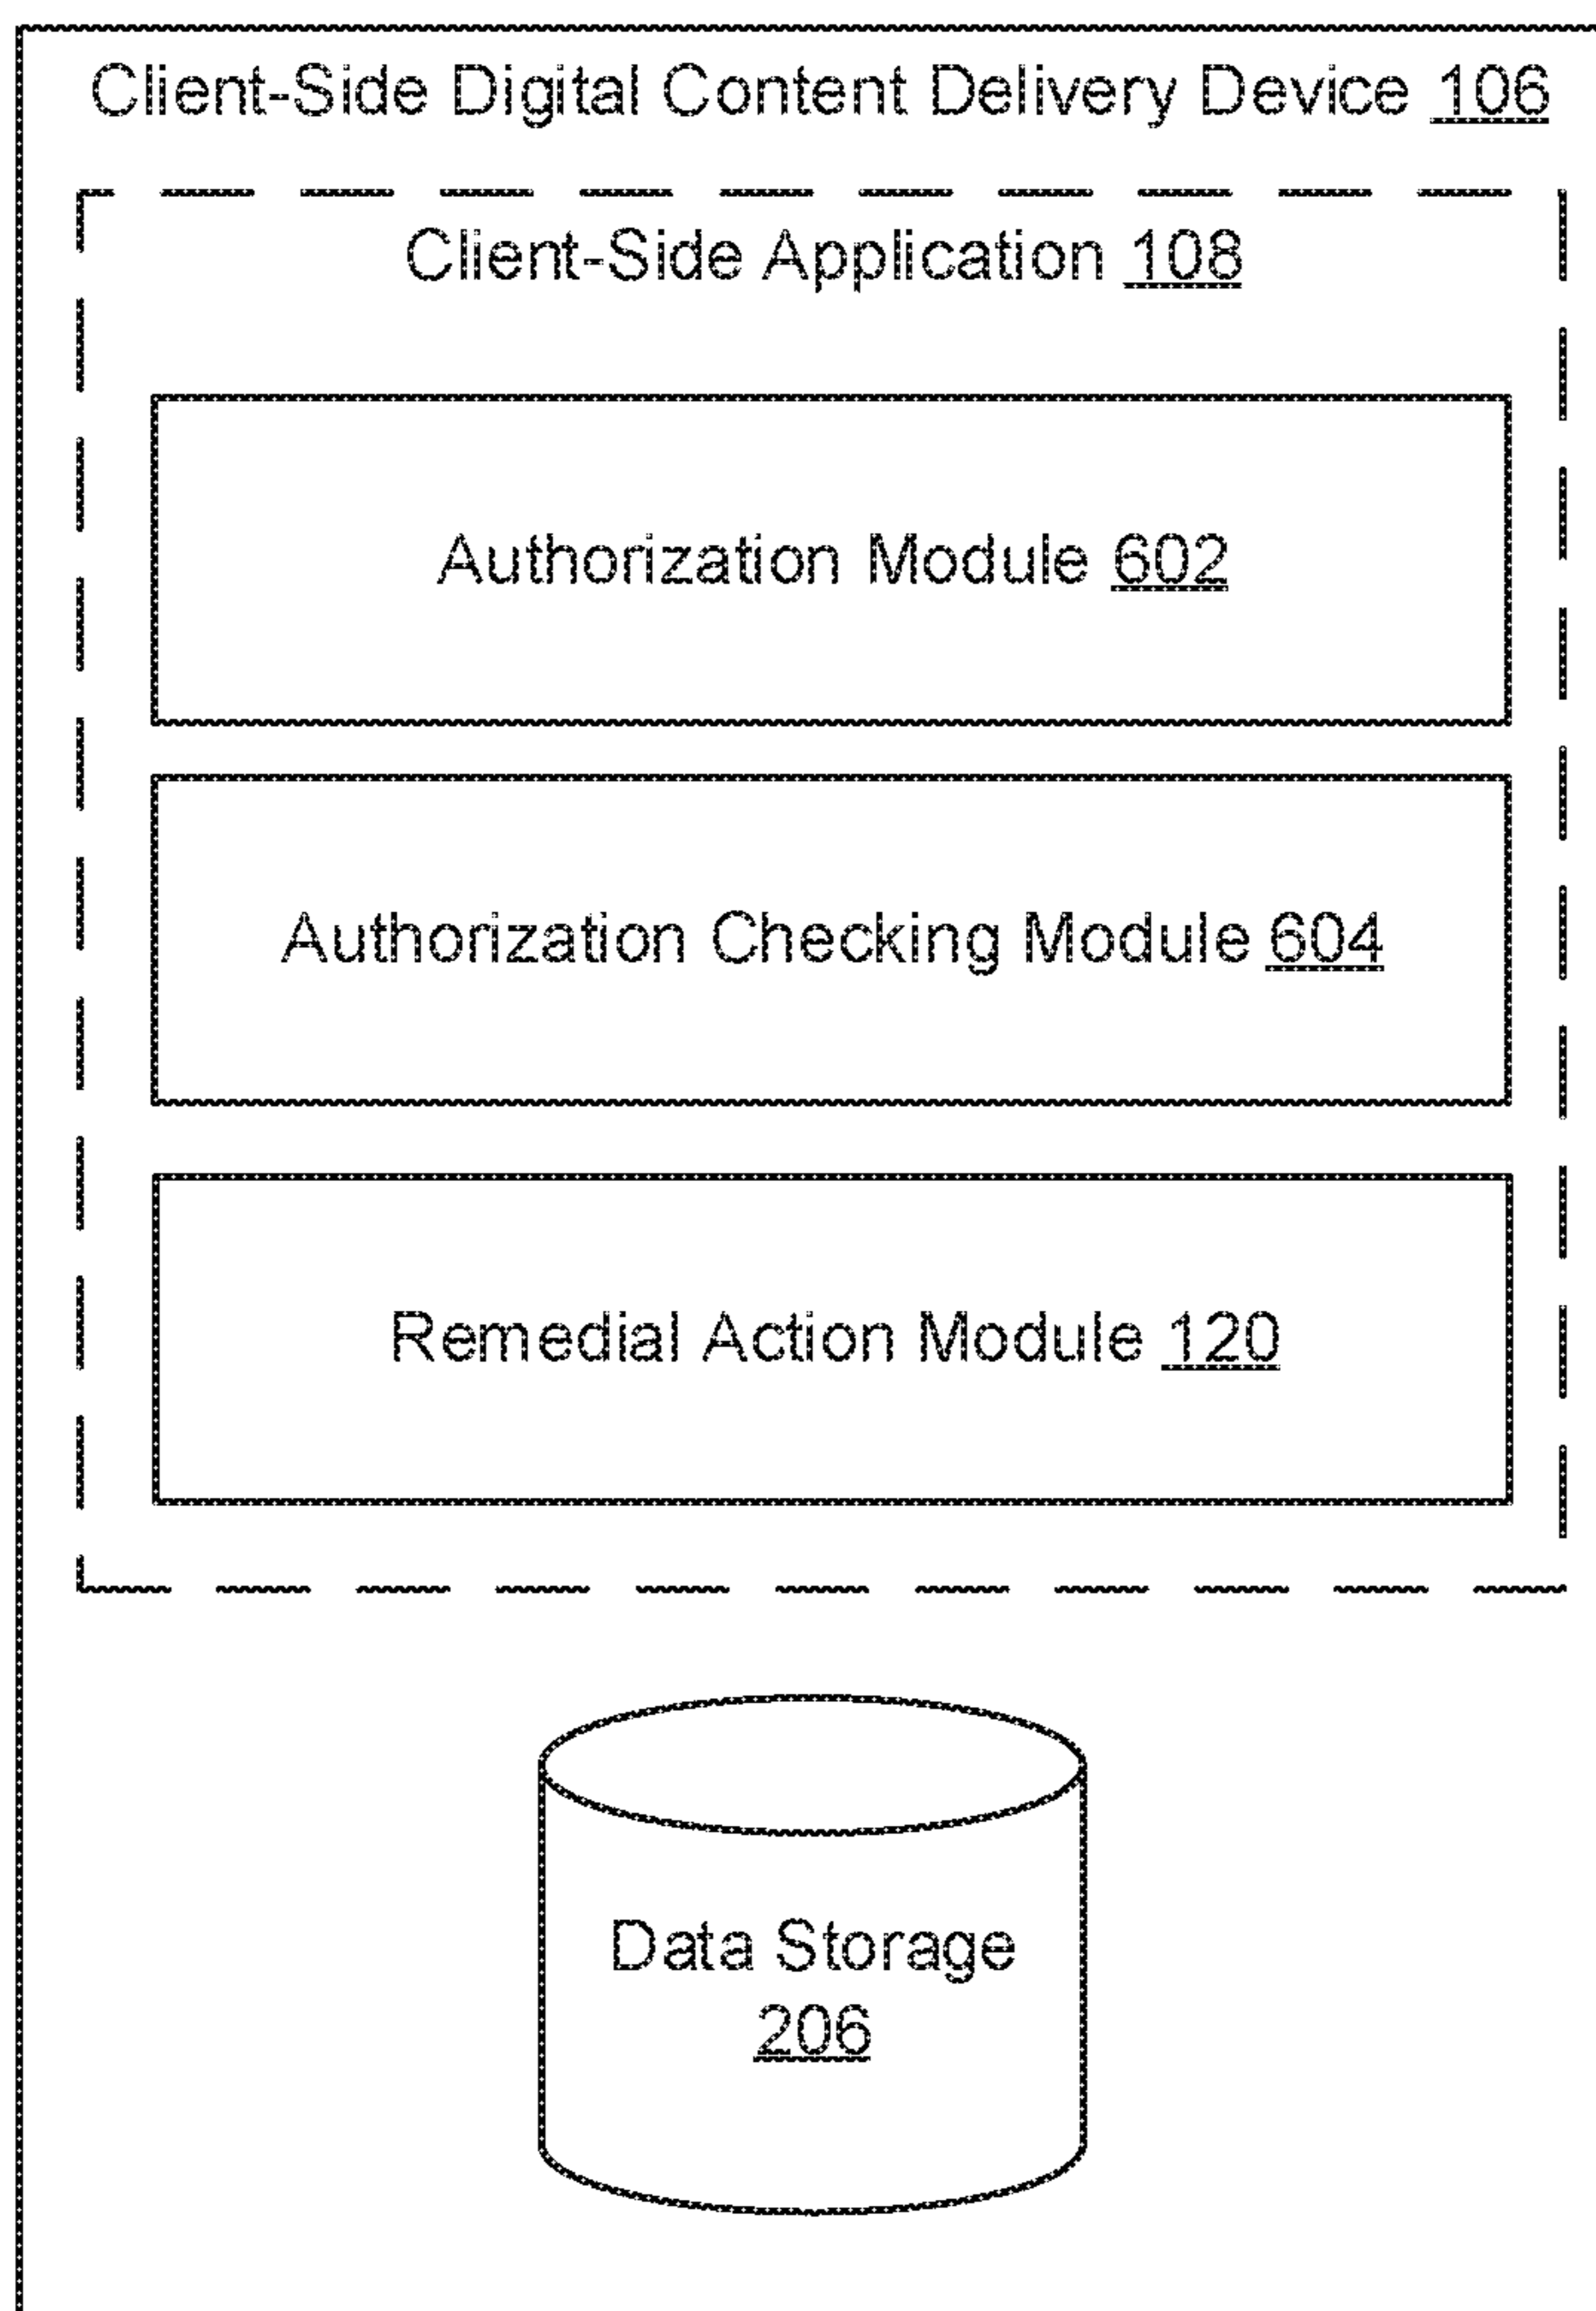 Client-Side Digital Content Delivery Device 106
Client-Side Application 108
Authorization Module 602
Authorization Checking Module 604
Remedial Action Module 120
Data Storage
206